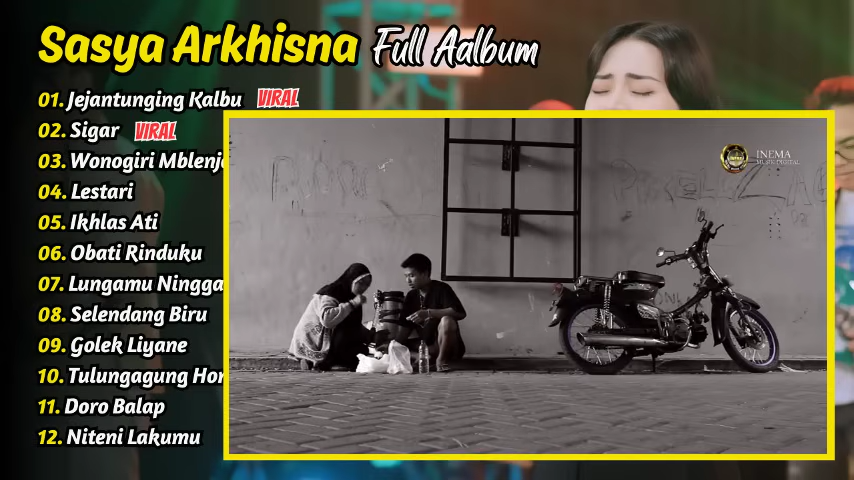 Sasya Arkhisna Full Aalbum
01. Jejantunging Kalbu VIRAL
02. Sigar VIRAL
03. Wonogiri Mblenj
04. Lestari
05. Ikhlas Ati
06. Obati Rinduku
07. Lungamu Ningga
08. Selendang Biru
09. Golek Liyane
10. Tulungagung Hor
11. Doro Balap
12. Niteni Lakumu
INEMA
MUSIK DIGITAL